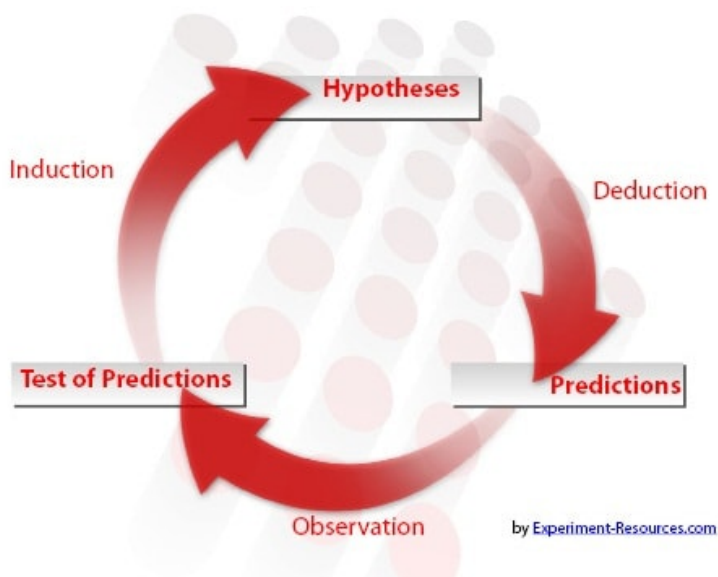 Hypotheses
Induction
Deduction
Test of Predictions
Predictions
Observation
by Experiment-Resources.com